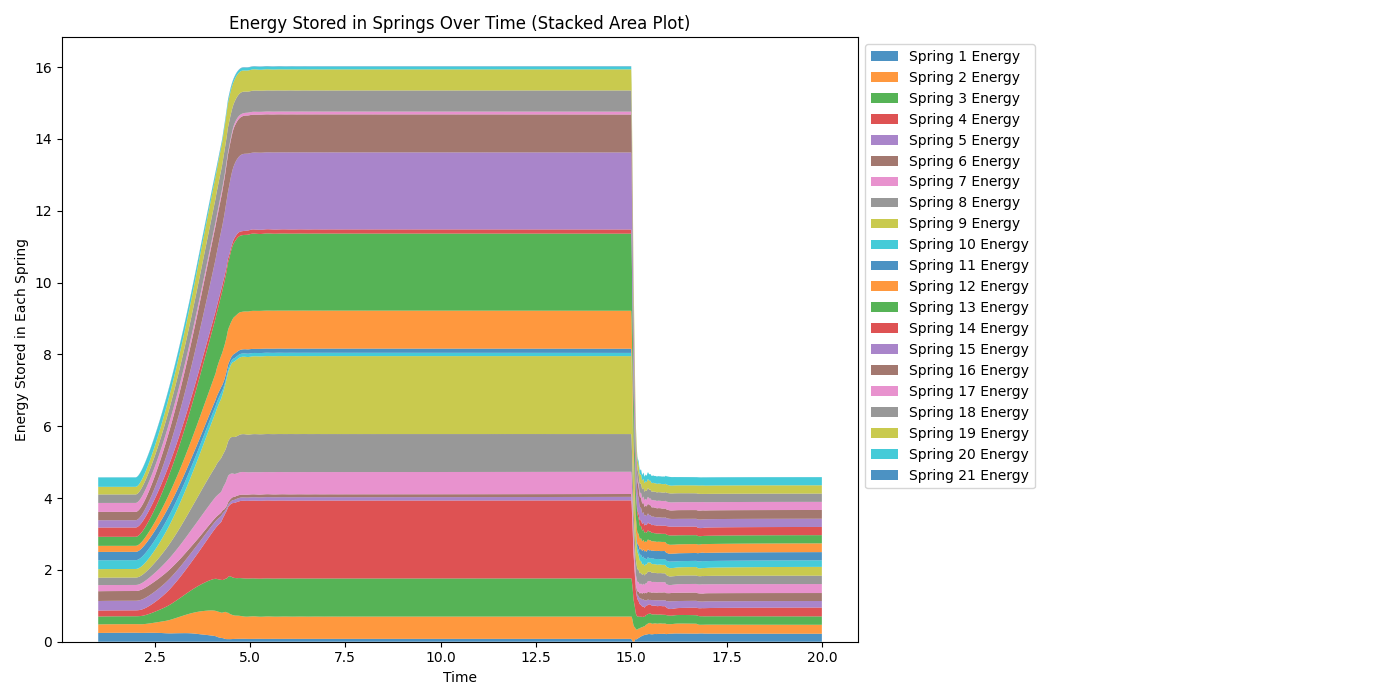 Energy Stored in Springs Over Time (Stacked Area Plot)
Energy Stored in Each Spring
16
14
12
10
8
6
4
2
0
2.5 5.0 7.5 10.0 12.5 15.0 17.5 20.0
Time
Spring 1 Energy
Spring 2 Energy
Spring 3 Energy
Spring 4 Energy
Spring 5 Energy
Spring 6 Energy
Spring 7 Energy
Spring 8 Energy
Spring 9 Energy
Spring 10 Energy
Spring 11 Energy
Spring 12 Energy
Spring 13 Energy
Spring 14 Energy
Spring 15 Energy
Spring 16 Energy
Spring 17 Energy
Spring 18 Energy
Spring 19 Energy
Spring 20 Energy
Spring 21 Energy